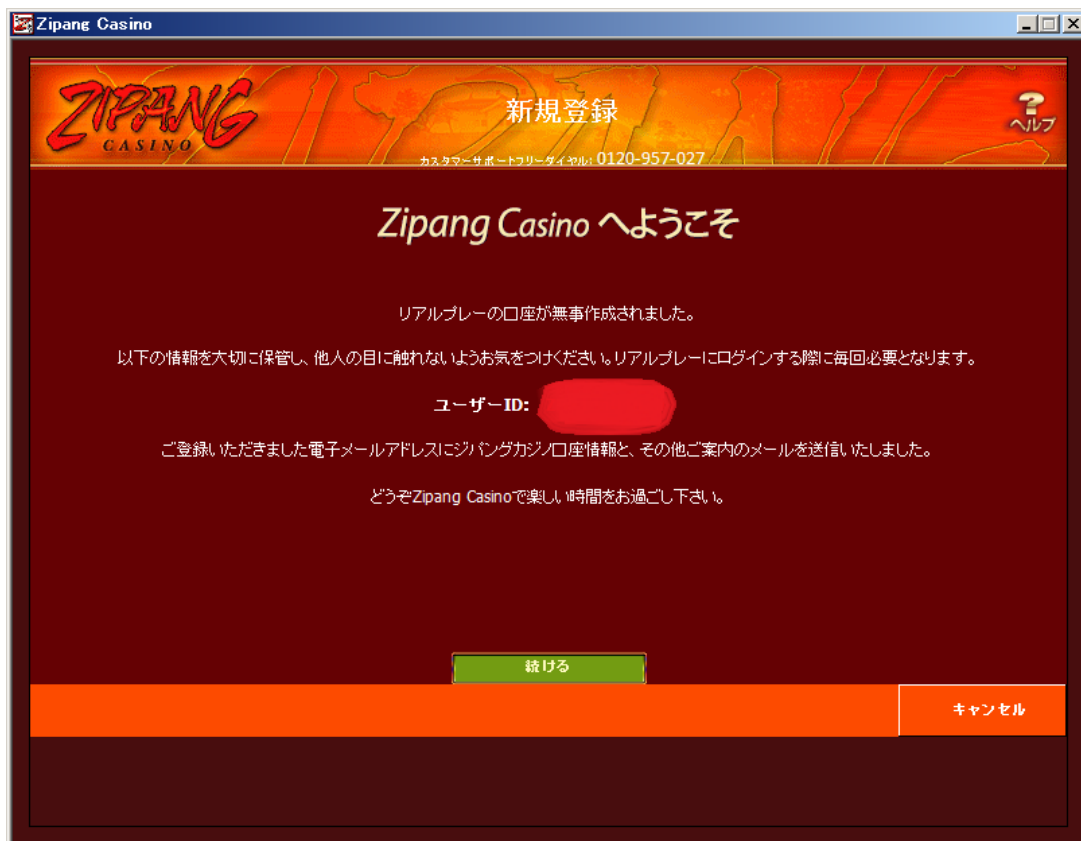 Zipang Casino
ZIPANG
CASINO
新規登録
ヘルプ
カスタマーサポートフリーダイヤル: 0120-957-027
Zipang Casino へようこそ
リアルプレーの口座が無事作成されました。
以下の情報を大切に保管し、他人の目に触れないようお気をつけください。リアルプレーにログインする際に毎回必要となります。
ユーザーID:
ご登録いただきました電子メールアドレスにジパングカジノ口座情報と、その他ご案内のメールを送信いたしました。
どうぞZipang Casinoで楽しい時間をお過ごし下さい。
続ける
キャンセル